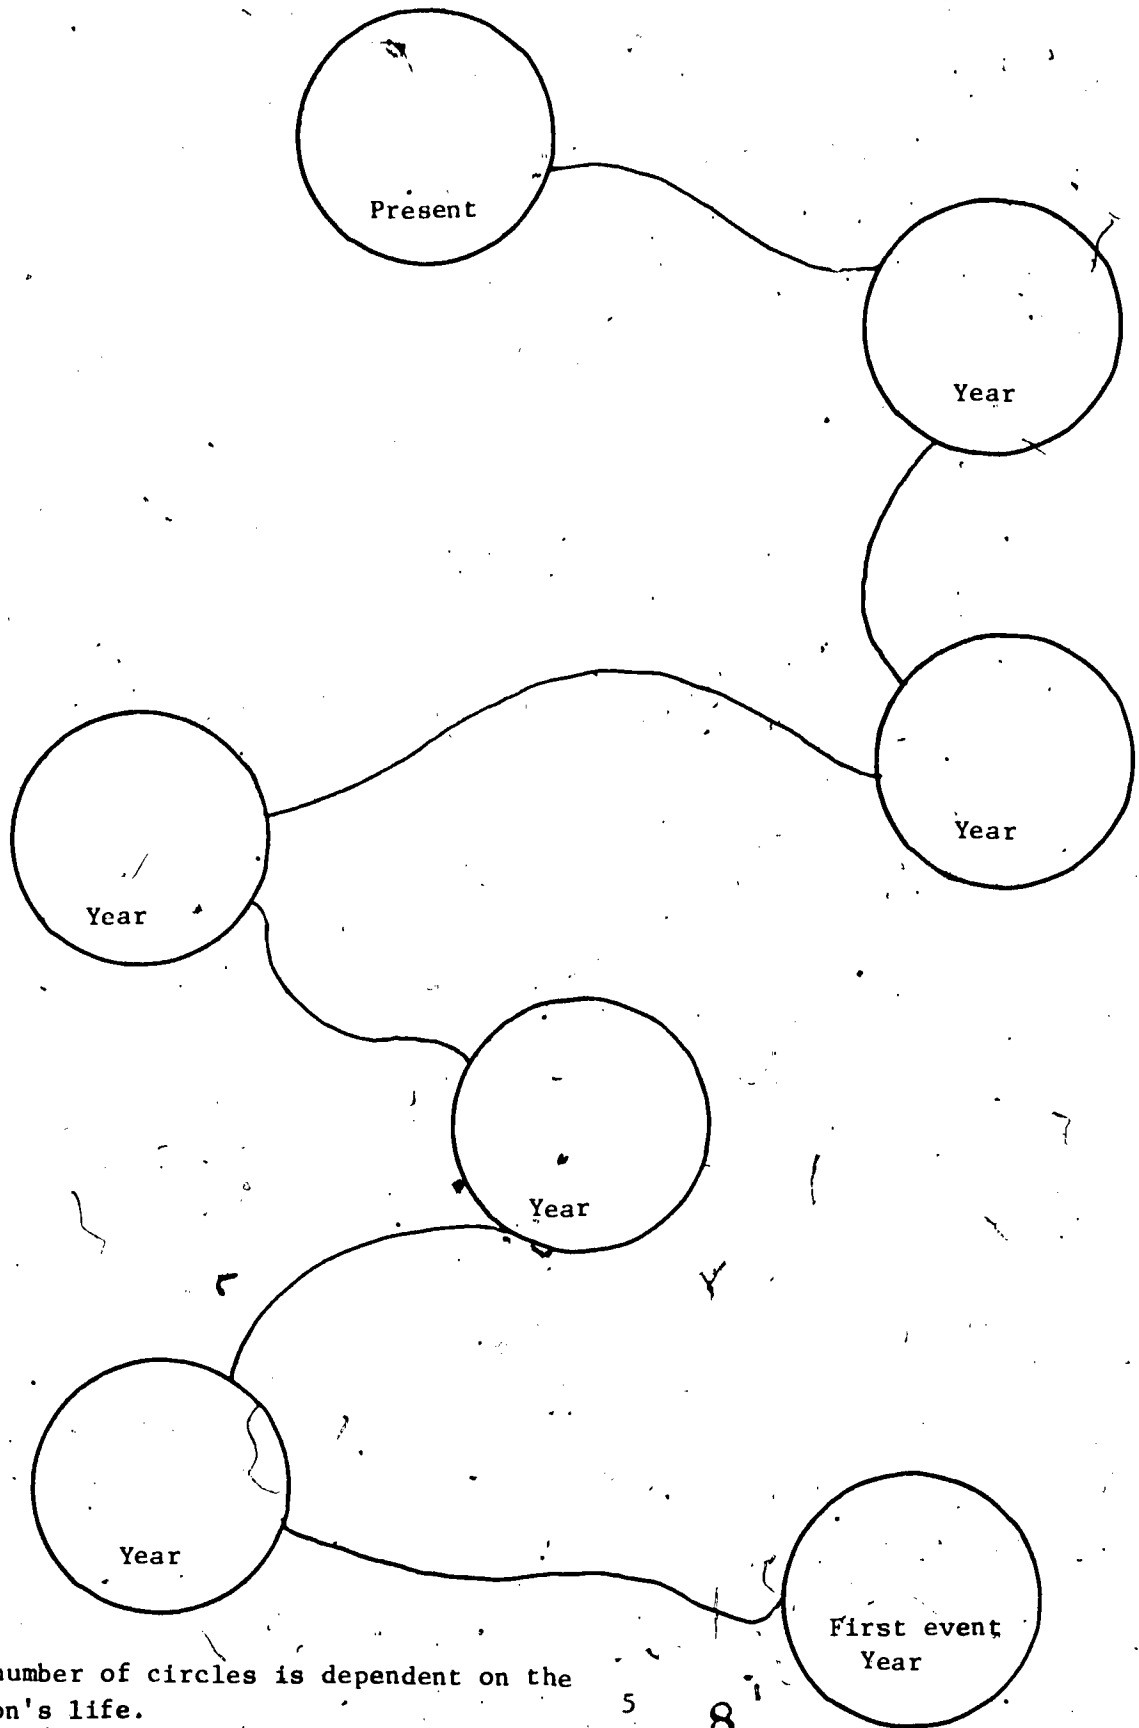 Present
Year
Year
Year
Year
Year
First event
Year
number of circles is dependent on the
on's life.
5
8